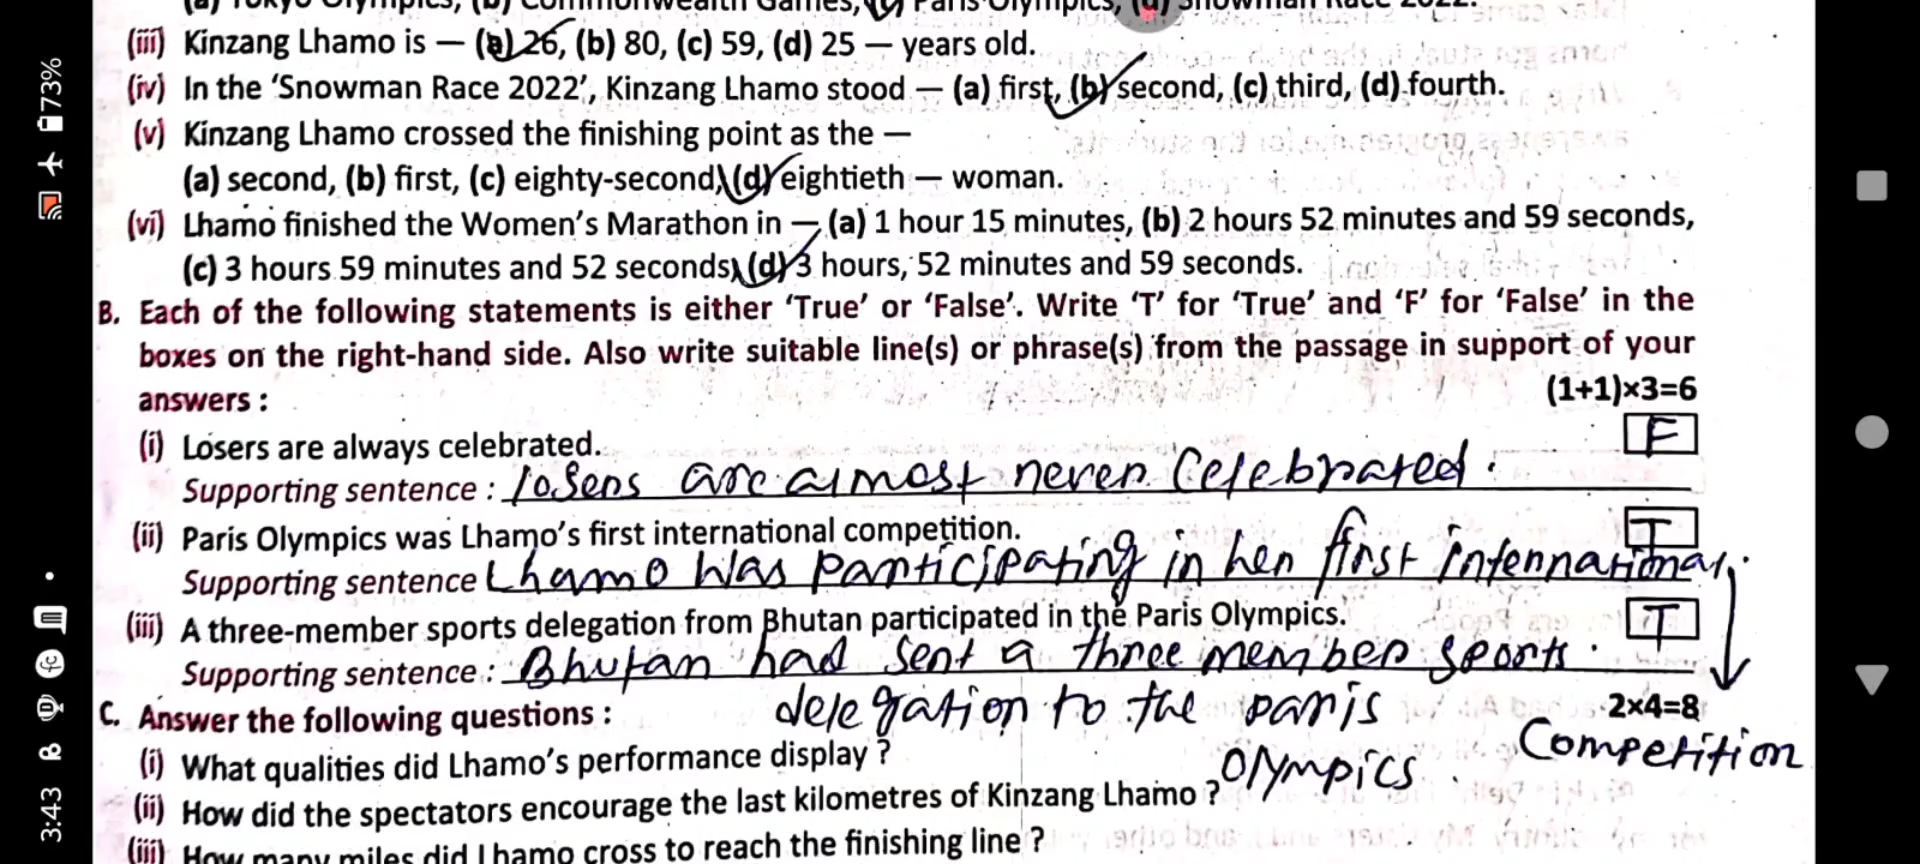 (a) Tokyo Olympics, (b) Commonwealth Games, (c) Paris Olympics, (d) Snowman Race 2022.
(iii) Kinzang Lhamo is — (a) 26, (b) 80, (c) 59, (d) 25 — years old.
(iv) In the ‘Snowman Race 2022’, Kinzang Lhamo stood — (a) first, (b) second, (c) third, (d) fourth.
(v) Kinzang Lhamo crossed the finishing point as the —
(a) second, (b) first, (c) eighty-second, (d) eightieth — woman.
(vi) Lhamo finished the Women’s Marathon in — (a) 1 hour 15 minutes, (b) 2 hours 52 minutes and 59 seconds,
(c) 3 hours 59 minutes and 52 seconds, (d) 3 hours, 52 minutes and 59 seconds.
B. Each of the following statements is either ‘True’ or ‘False’. Write ‘T’ for ‘True’ and ‘F’ for ‘False’ in the
boxes on the right-hand side. Also write suitable line(s) or phrase(s) from the passage in support of your
answers : (1+1)×3=6
(i) Losers are always celebrated. F
Supporting sentence : losers are almost never celebrated.
(ii) Paris Olympics was Lhamo’s first international competition. T
Supporting sentence Lhamo was participating in her first international.
(iii) A three-member sports delegation from Bhutan participated in the Paris Olympics. T
Supporting sentence : Bhutan had sent a three member sports.
C. Answer the following questions : delegation to the paris 2×4=8
Competition
(i) What qualities did Lhamo’s performance display ? Olympics.
(ii) How did the spectators encourage the last kilometres of Kinzang Lhamo ?
(iii) How many miles did Lhamo cross to reach the finishing line ?
73%
3:43